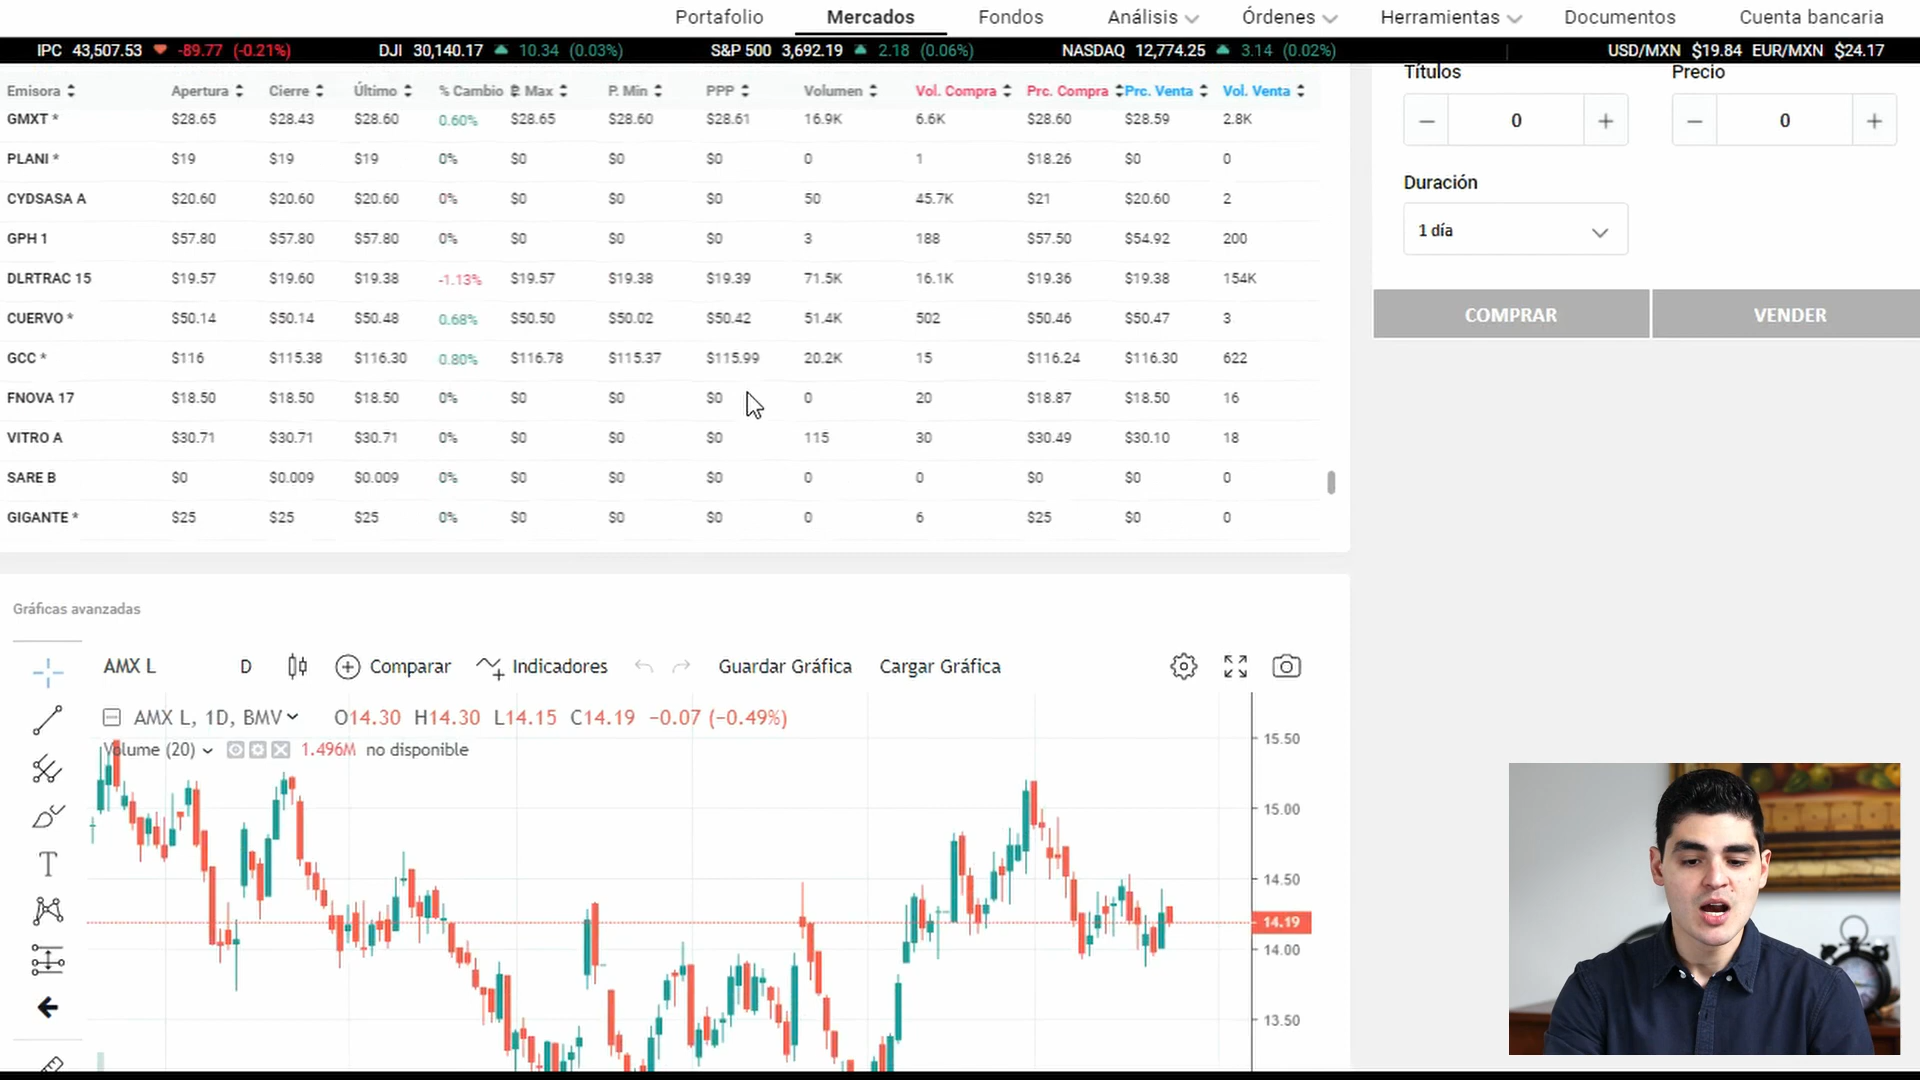 Portafolio Mercados Fondos Análisis Órdenes Herramientas Documentos Cuenta bancaria
IPC 43,507.53 -89.77 (-0.21%) DJI 30,140.17 10.34 (0.03%) S&P 500 3,692.19 2.18 (0.06%) NASDAQ 12,774.25 3.14 (0.02%) USD/MXN $19.84 EUR/MXN $24.17
Emisora Apertura Cierre Último % Cambio P. Max P. Min PPP Volumen Vol. Compra Prc. Compra Prc. Venta Vol. Venta
GMXT * $28.65 $28.43 $28.60 0.60% $28.65 $28.60 $28.61 16.9K 6.6K $28.60 $28.59 2.8K
PLANI * $19 $19 $19 0% $0 $0 $0 0 1 $18.26 $0 0
CYDSASA A $20.60 $20.60 $20.60 0% $0 $0 $0 50 45.7K $21 $20.60 2
GPH 1 $57.80 $57.80 $57.80 0% $0 $0 $0 3 188 $57.50 $54.92 200
DLRTRAC 15 $19.57 $19.60 $19.38 -1.13% $19.57 $19.38 $19.39 71.5K 16.1K $19.36 $19.38 154K
CUERVO * $50.14 $50.14 $50.48 0.68% $50.50 $50.02 $50.42 51.4K 502 $50.46 $50.47 3
GCC * $116 $115.38 $116.30 0.80% $116.78 $115.37 $115.99 20.2K 15 $116.24 $116.30 622
FNOVA 17 $18.50 $18.50 $18.50 0% $0 $0 $0 0 20 $18.87 $18.50 16
VITRO A $30.71 $30.71 $30.71 0% $0 $0 $0 115 30 $30.49 $30.10 18
SARE B $0 $0.009 $0.009 0% $0 $0 $0 0 0 $0 $0 0
GIGANTE * $25 $25 $25 0% $0 $0 $0 0 6 $25 $0 0
Títulos Precio
− 0 + − 0 +
Duración
1 día
COMPRAR VENDER
Gráficas avanzadas
AMX L D Comparar Indicadores Guardar Gráfica Cargar Gráfica
AMX L, 1D, BMV O14.30 H14.30 L14.15 C14.19 −0.07 (−0.49%)
Volume (20) 1.496M no disponible
15.50
15.00
14.50
14.19
14.00
13.50
T